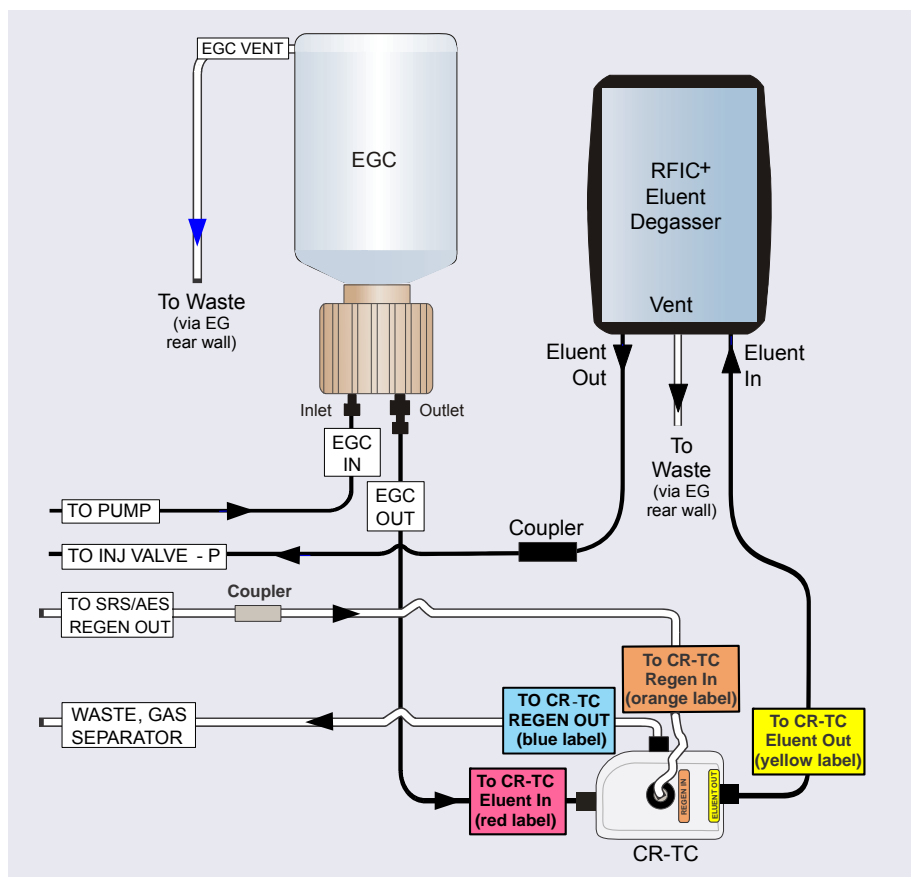 EGC VENT
EGC
RFIC+
Eluent
Degasser
Vent
To Waste
(via EG
rear wall)
Eluent
Out
Eluent
In
Inlet
Outlet
EGC
IN
To
Waste
(via EG
rear wall)
EGC
OUT
TO PUMP
Coupler
TO INJ VALVE - P
Coupler
TO SRS/AES
REGEN OUT
To CR-TC
Regen In
(orange label)
TO CR-TC
REGEN OUT
(blue label)
WASTE, GAS
SEPARATOR
To CR-TC
Eluent Out
(yellow label)
To CR-TC
Eluent In
(red label)
REGEN IN
ELUENT OUT
CR-TC